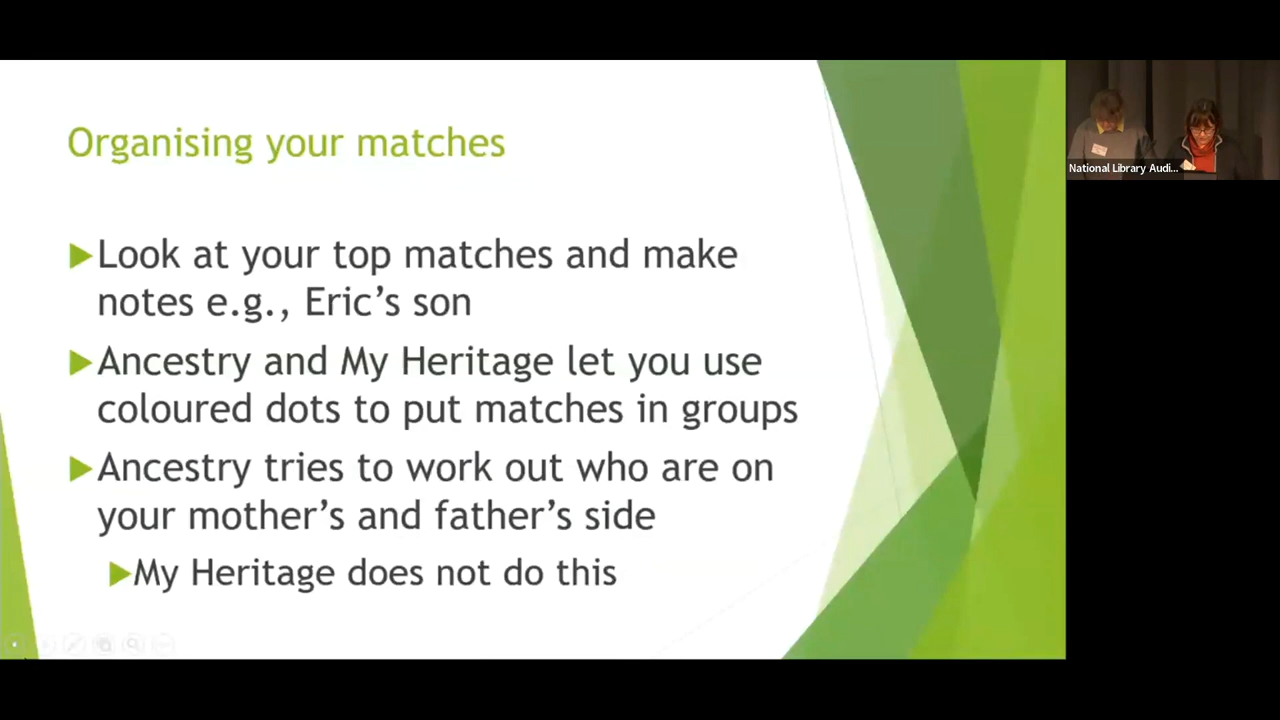 Organising your matches
Look at your top matches and make
notes e.g., Eric's son
Ancestry and My Heritage let you use
coloured dots to put matches in groups
Ancestry tries to work out who are on
your mother's and father's side
My Heritage does not do this
National Library Audi...